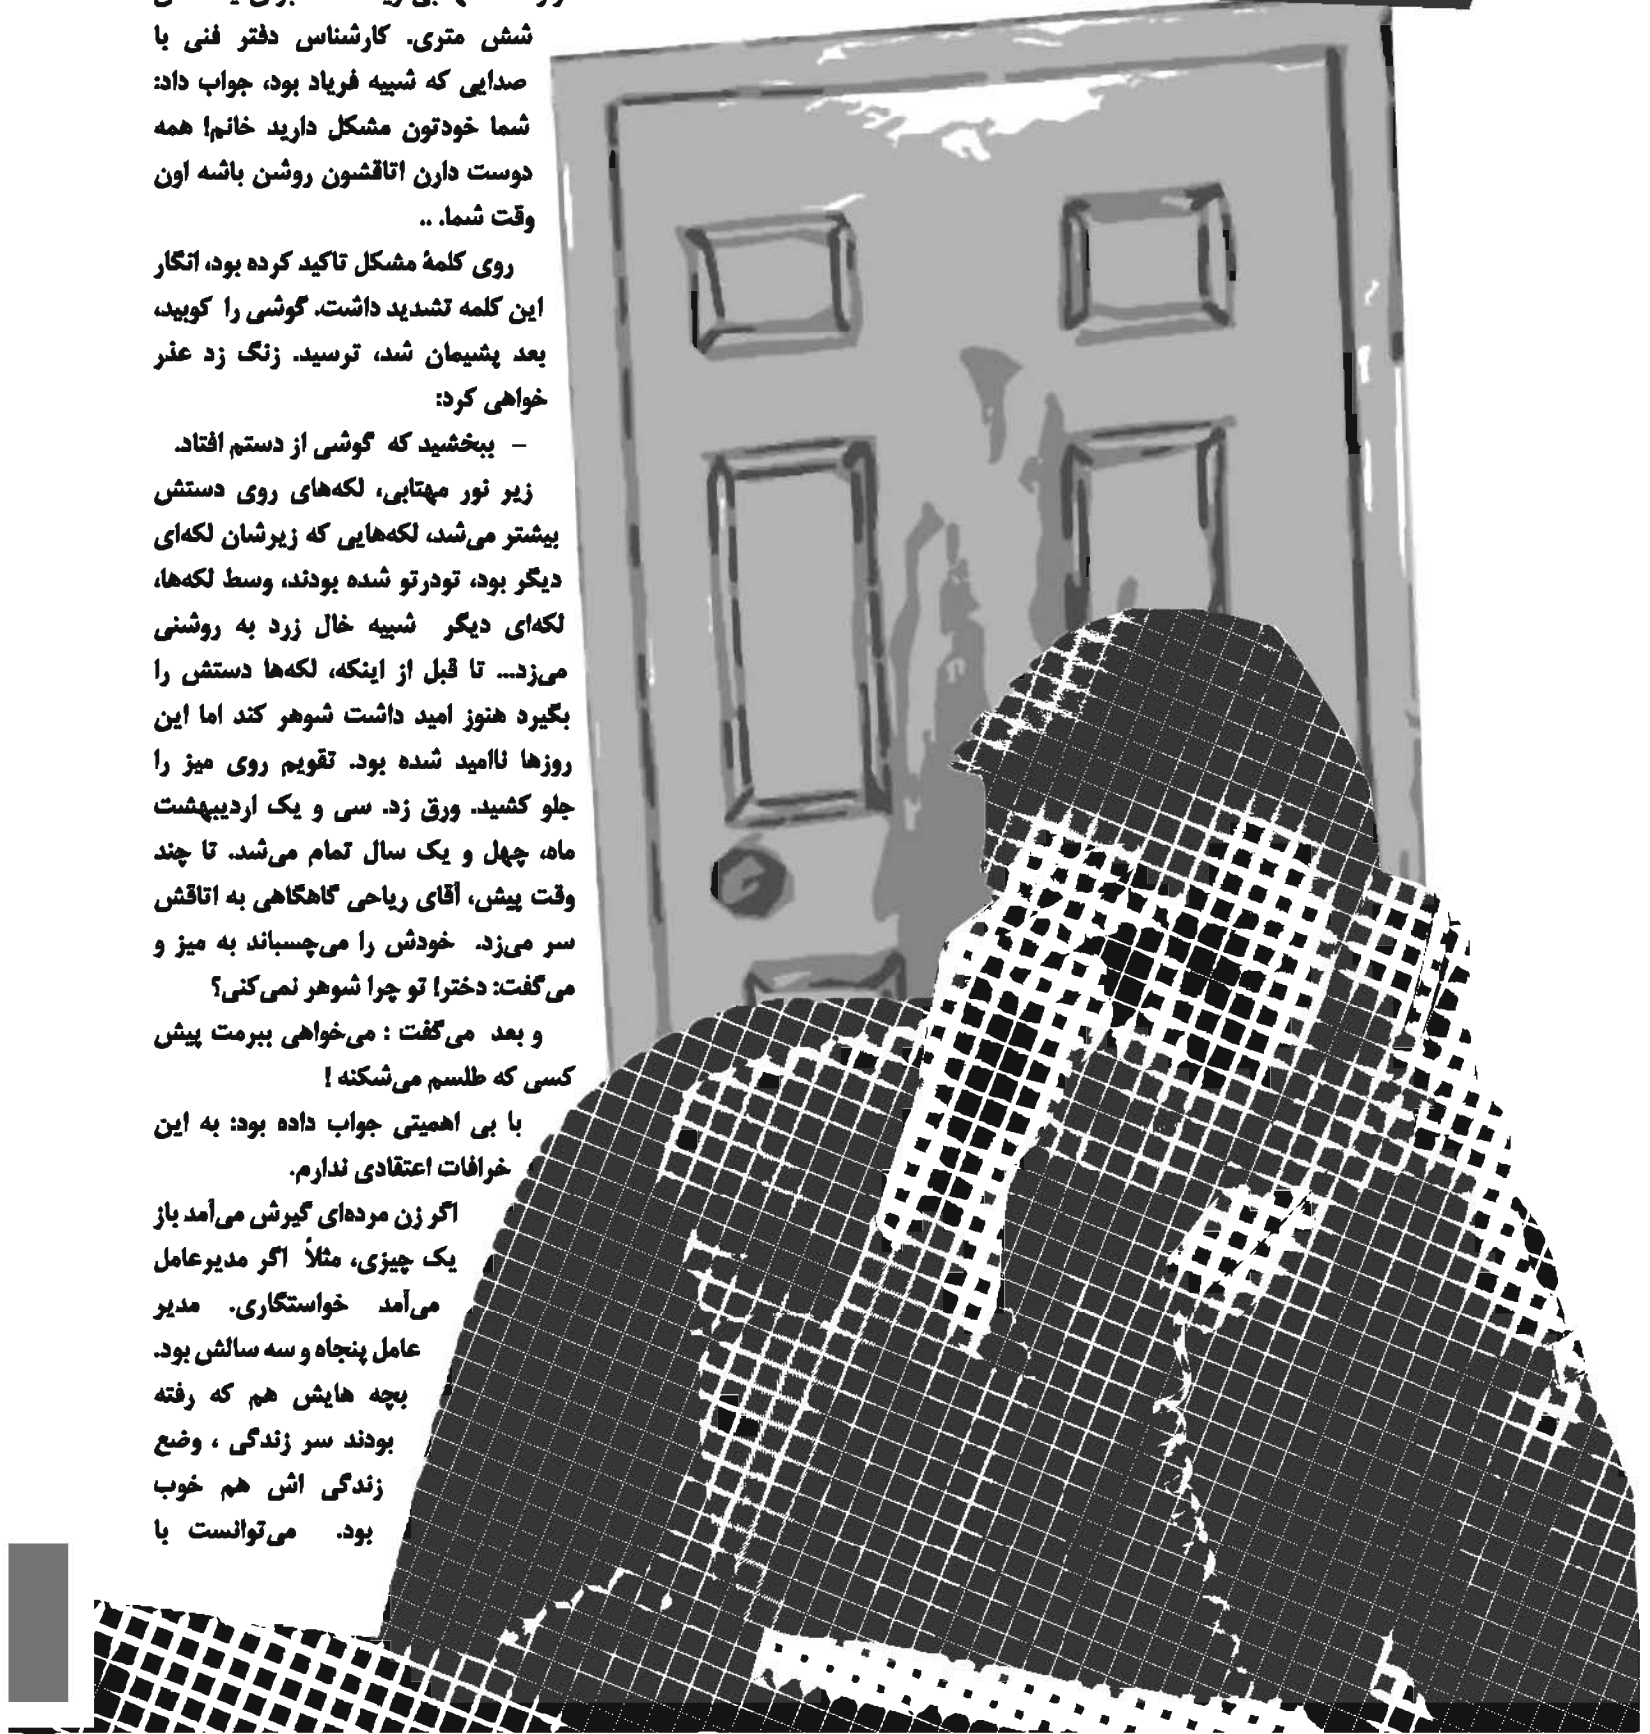 شش متری. کارشناس دفتر فنی با
صدایی که شبیه فریاد بود، جواب داد:
شما خودتون مشکل دارید خانم! همه
دوست دارن اتاقشون روشن باشه اون
وقت شما. ..
روی کلمهٔ مشکل تاکید کرده بود، انگار
این کلمه تشدید داشت. گوشی را کوبید،
بعد پشیمان شد، ترسید. زنگ زد عذر
خواهی کرد:
– ببخشید که گوشی از دستم افتاد.
زیر نور مهتابی، لکه‌های روی دستش
بیشتر می‌شد، لکه‌هایی که زیرشان لکه‌ای
دیگر بود، تودرتو شده بودند، وسط لکه‌ها،
لکه‌ای دیگر شبیه خال زرد به روشنی
می‌زد... تا قبل از اینکه، لکه‌ها دستش را
بگیرد هنوز امید داشت شوهر کند اما این
روزها ناامید شده بود. تقویم روی میز را
جلو کشید. ورق زد. سی و یک اردیبهشت
ماه، چهل و یک سال تمام می‌شد. تا چند
وقت پیش، آقای ریاحی گاهگاهی به اتاقش
سر می‌زد. خودش را می‌چسباند به میز و
می‌گفت: دختر! تو چرا شوهر نمی‌کنی؟
و بعد می‌گفت : می‌خواهی ببرمت پیش
کسی که طلسم می‌شکنه !
با بی اهمیتی جواب داده بود: به این
خرافات اعتقادی ندارم.
اگر زن مرده‌ای گیرش می‌آمد باز
یک چیزی، مثلاً اگر مدیرعامل
می‌آمد خواستگاری. مدیر
عامل پنجاه و سه سالش بود.
بچه هایش هم که رفته
بودند سر زندگی ، وضع
زندگی اش هم خوب
بود. می‌توانست با